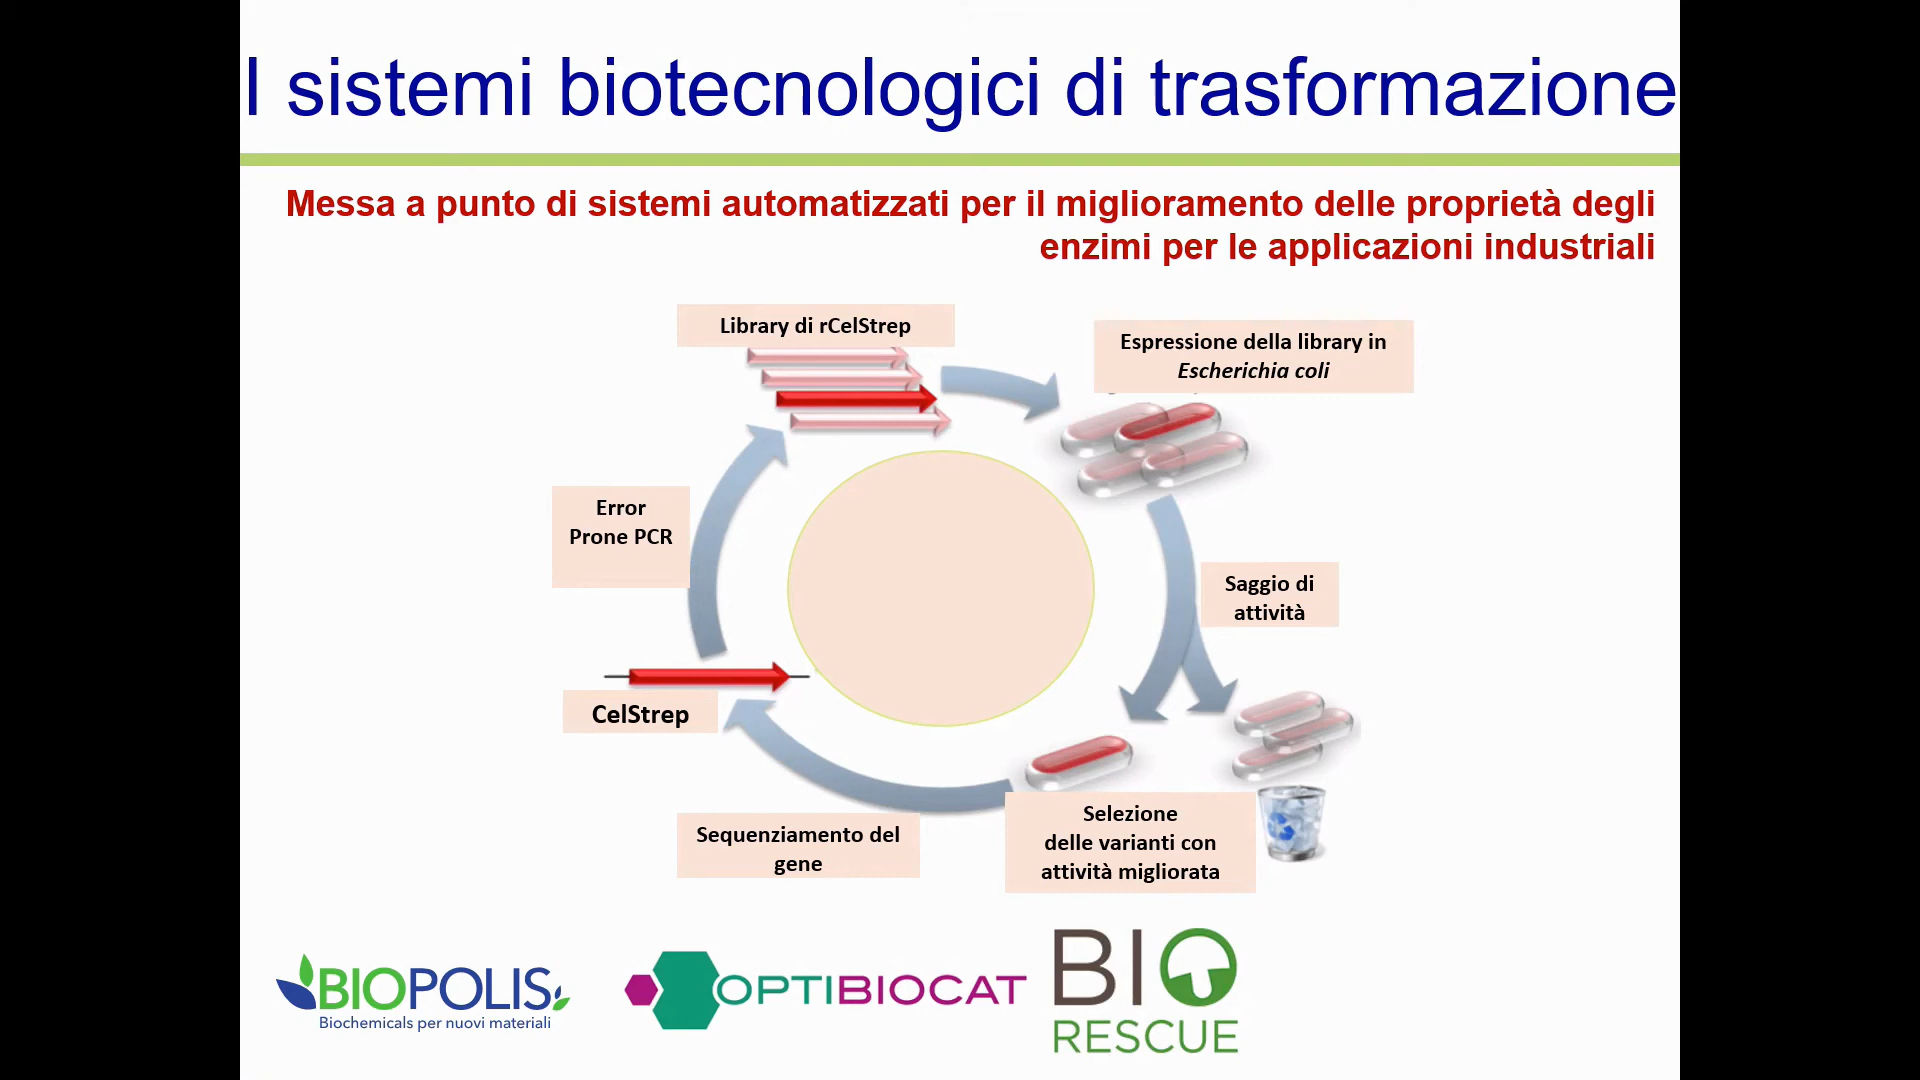 I sistemi biotecnologici di trasformazione
Messa a punto di sistemi automatizzati per il miglioramento delle proprietà degli
enzimi per le applicazioni industriali
Library di rCelStrep
Espressione della library in
Escherichia coli
Error
Prone PCR
Saggio di
attività
CelStrep
Sequenziamento del
gene
Selezione
delle varianti con
attività migliorata
BIOPOLIS
Biochemicals per nuovi materiali
OPTIBIOCAT
BIO
RESCUE